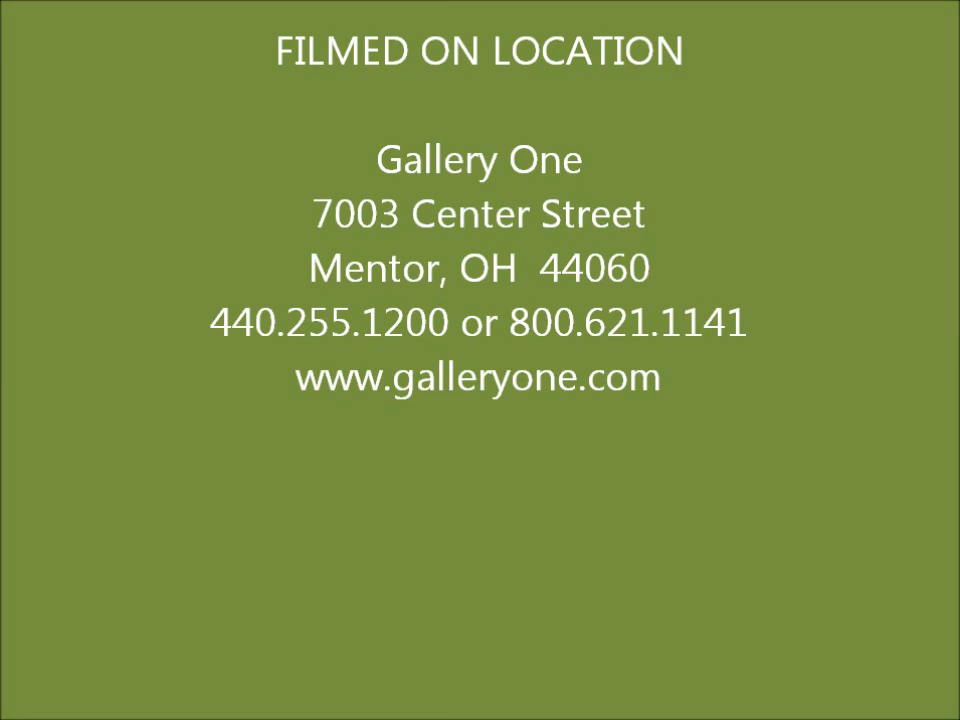 FILMED ON LOCATION
Gallery One
7003 Center Street
Mentor, OH  44060
440.255.1200 or 800.621.1141
www.galleryone.com